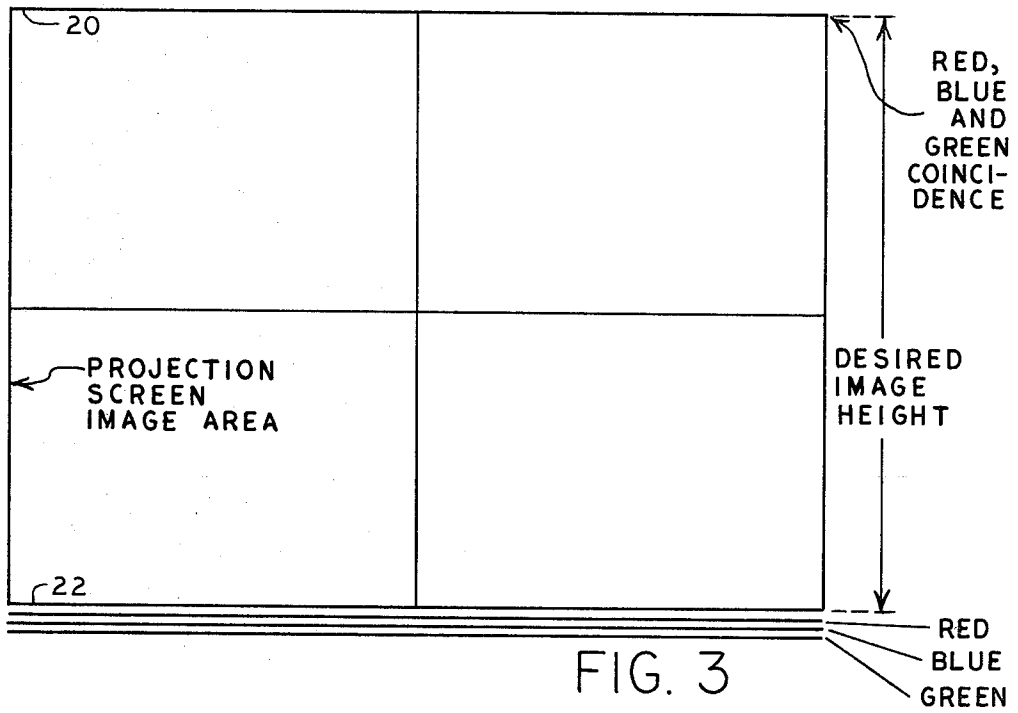 20
RED,
BLUE
AND
GREEN
COINCI-
DENCE
PROJECTION
SCREEN
IMAGE AREA
DESIRED
IMAGE
HEIGHT
22
RED
BLUE
GREEN
FIG. 3